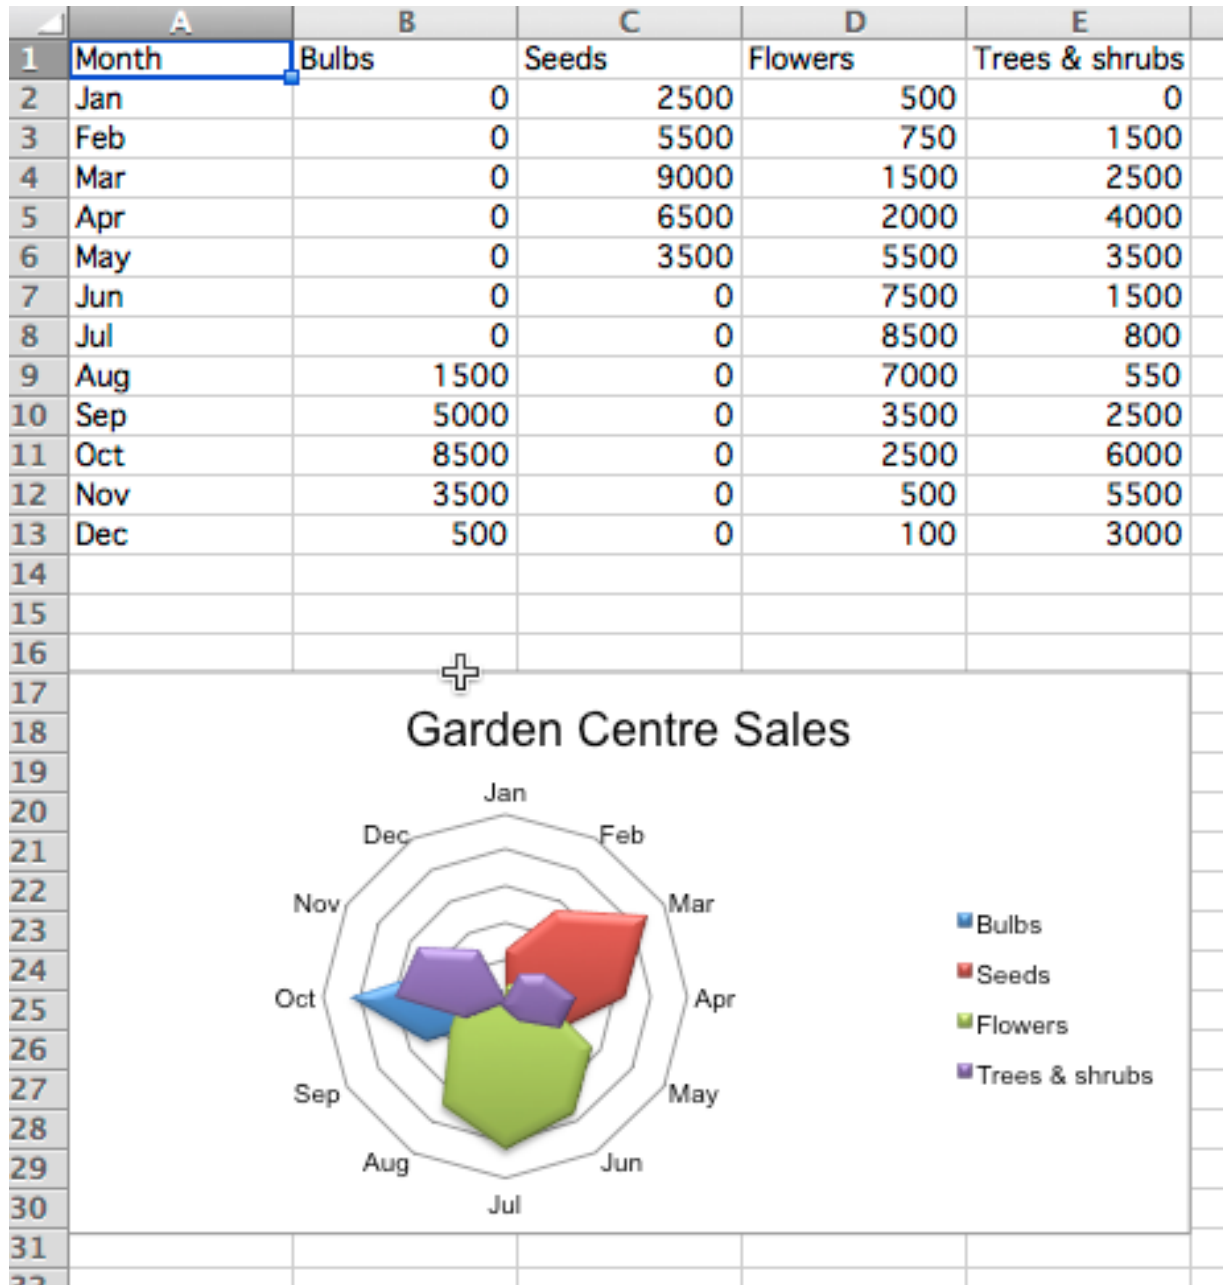 A B C D E
1 Month Bulbs Seeds Flowers Trees & shrubs
2 Jan 0 2500 500 0
3 Feb 0 5500 750 1500
4 Mar 0 9000 1500 2500
5 Apr 0 6500 2000 4000
6 May 0 3500 5500 3500
7 Jun 0 0 7500 1500
8 Jul 0 0 8500 800
9 Aug 1500 0 7000 550
10 Sep 5000 0 3500 2500
11 Oct 8500 0 2500 6000
12 Nov 3500 0 500 5500
13 Dec 500 0 100 3000
14
15
16
17
18
19
20
21
22
23
24
25
26
27
28
29
30
31
Garden Centre Sales
Jan
Dec Feb
Nov Mar
Oct Apr
Sep May
Aug Jun
Jul
Bulbs
Seeds
Flowers
Trees & shrubs